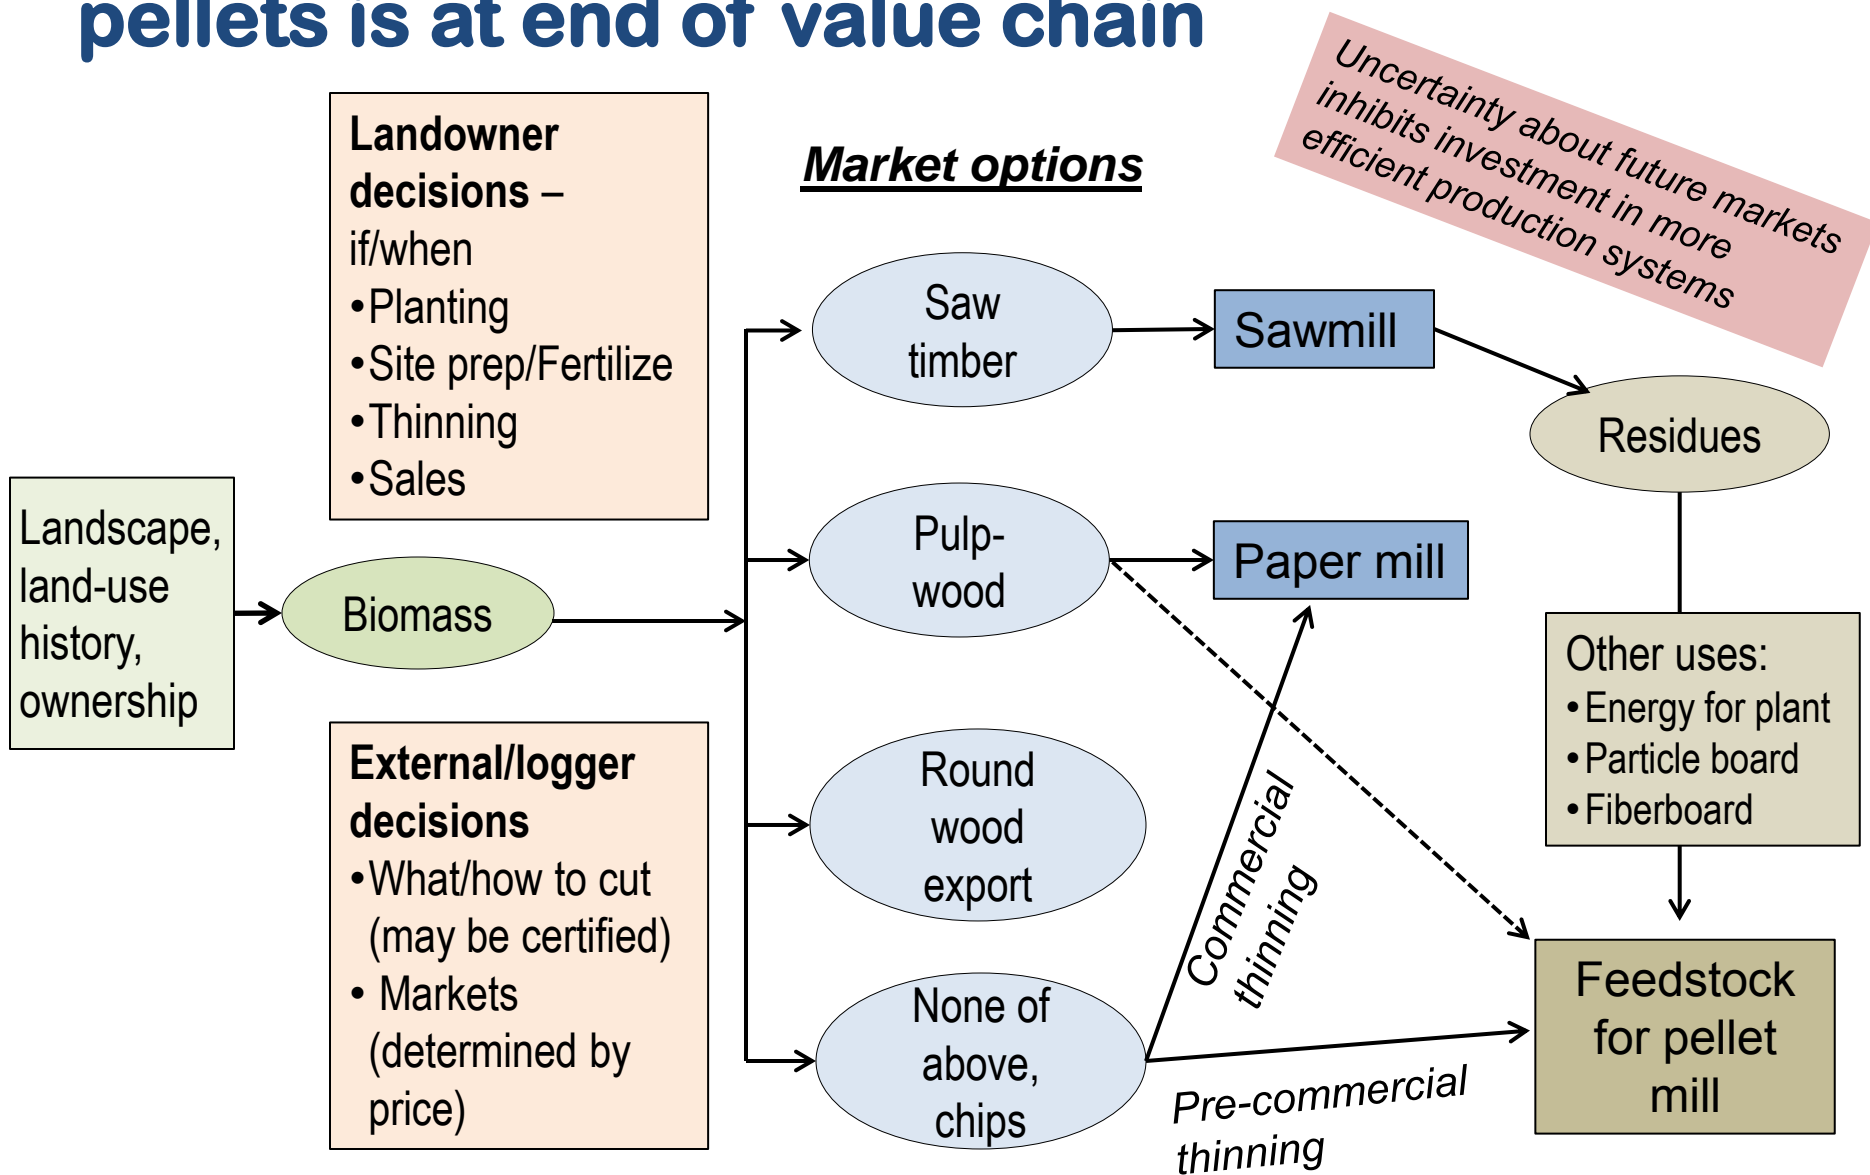 pellets is at end of value chain
Uncertainty about future markets
inhibits investment in more
efficient production systems
Landowner
decisions –
if/when
•Planting
•Site prep/Fertilize
•Thinning
•Sales
Market options
Saw
timber
Sawmill
Residues
Landscape,
land-use
history,
ownership
Biomass
Pulp-
wood
Paper mill
Other uses:
•Energy for plant
•Particle board
•Fiberboard
External/logger
decisions
•What/how to cut
(may be certified)
• Markets
(determined by
price)
Round
wood
export
Commercial
thinning
None of
above,
chips
Pre-commercial
thinning
Feedstock
for pellet
mill